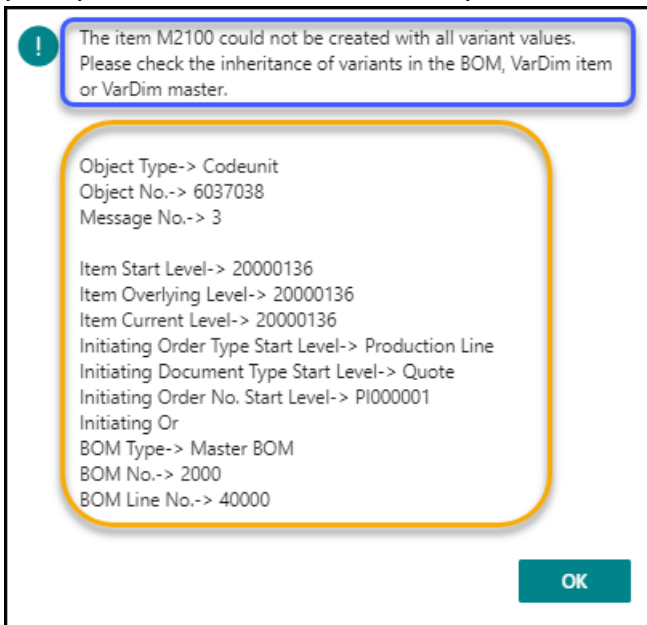 The item M2100 could not be created with all variant values.
Please check the inheritance of variants in the BOM, VarDim item
or VarDim master.
Object Type-> Codeunit
Object No.-> 6037038
Message No.-> 3
Item Start Level-> 20000136
Item Overlying Level-> 20000136
Item Current Level-> 20000136
Initiating Order Type Start Level-> Production Line
Initiating Document Type Start Level-> Quote
Initiating Order No. Start Level-> PI000001
Initiating Or
BOM Type-> Master BOM
BOM No.-> 2000
BOM Line No.-> 40000
OK